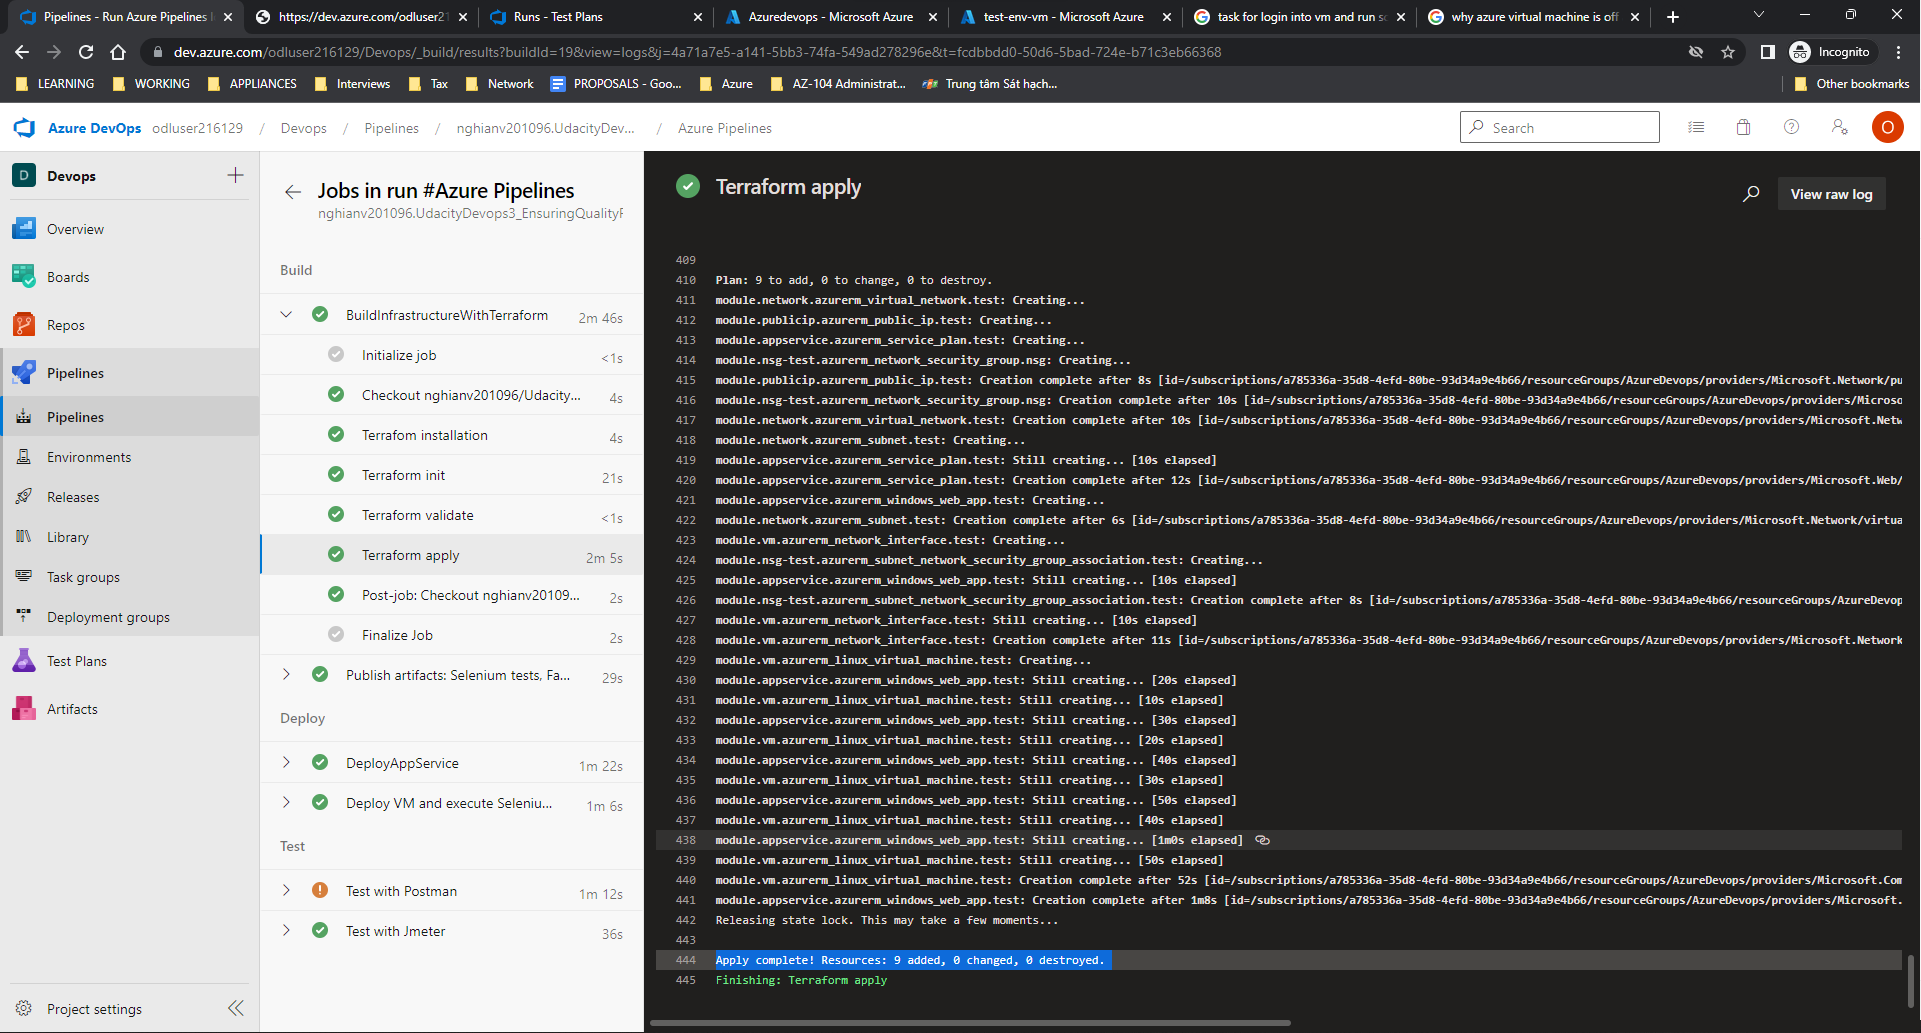 Pipelines - Run Azure Pipelines l
https://dev.azure.com/odluser21
Runs - Test Plans
Azuredevops - Microsoft Azure
test-env-vm - Microsoft Azure
task for login into vm and run sc
why azure virtual machine is off
dev.azure.com/odluser216129/Devops/_build/results?buildId=19&view=logs&j=4a71a7e5-a141-5bb3-74fa-549ad278296e&t=fcdbbdd0-50d6-5bad-724e-b71c3eb66368
Incognito
LEARNING
WORKING
APPLIANCES
Interviews
Tax
Network
PROPOSALS - Goo...
Azure
AZ-104 Administrat...
Trung tâm Sát hạch...
Other bookmarks
Azure DevOps
odluser216129 / Devops / Pipelines / nghianv201096.UdacityDev... / Azure Pipelines
Search
O
D
Devops
Overview
Boards
Repos
Pipelines
Pipelines
Environments
Releases
Library
Task groups
Deployment groups
Test Plans
Artifacts
Project settings
Jobs in run #Azure Pipelines
nghianv201096.UdacityDevops3_EnsuringQualityR
Build
BuildInfrastructureWithTerraform 2m 46s
Initialize job <1s
Checkout nghianv201096/Udacity... 4s
Terrafom installation 4s
Terraform init 21s
Terraform validate <1s
Terraform apply 2m 5s
Post-job: Checkout nghianv20109... 2s
Finalize Job 2s
Publish artifacts: Selenium tests, Fa... 29s
Deploy
DeployAppService 1m 22s
Deploy VM and execute Seleniu... 1m 6s
Test
Test with Postman 1m 12s
Test with Jmeter 36s
Terraform apply
View raw log
409
410 Plan: 9 to add, 0 to change, 0 to destroy.
411 module.network.azurerm_virtual_network.test: Creating...
412 module.publicip.azurerm_public_ip.test: Creating...
413 module.appservice.azurerm_service_plan.test: Creating...
414 module.nsg-test.azurerm_network_security_group.nsg: Creating...
415 module.publicip.azurerm_public_ip.test: Creation complete after 8s [id=/subscriptions/a785336a-35d8-4efd-80be-93d34a9e4b66/resourceGroups/AzureDevops/providers/Microsoft.Network/pu
416 module.nsg-test.azurerm_network_security_group.nsg: Creation complete after 10s [id=/subscriptions/a785336a-35d8-4efd-80be-93d34a9e4b66/resourceGroups/AzureDevops/providers/Microso
417 module.network.azurerm_virtual_network.test: Creation complete after 10s [id=/subscriptions/a785336a-35d8-4efd-80be-93d34a9e4b66/resourceGroups/AzureDevops/providers/Microsoft.Netw
418 module.network.azurerm_subnet.test: Creating...
419 module.appservice.azurerm_service_plan.test: Still creating... [10s elapsed]
420 module.appservice.azurerm_service_plan.test: Creation complete after 12s [id=/subscriptions/a785336a-35d8-4efd-80be-93d34a9e4b66/resourceGroups/AzureDevops/providers/Microsoft.Web/
421 module.appservice.azurerm_windows_web_app.test: Creating...
422 module.network.azurerm_subnet.test: Creation complete after 6s [id=/subscriptions/a785336a-35d8-4efd-80be-93d34a9e4b66/resourceGroups/AzureDevops/providers/Microsoft.Network/virtua
423 module.vm.azurerm_network_interface.test: Creating...
424 module.nsg-test.azurerm_subnet_network_security_group_association.test: Creating...
425 module.appservice.azurerm_windows_web_app.test: Still creating... [10s elapsed]
426 module.nsg-test.azurerm_subnet_network_security_group_association.test: Creation complete after 8s [id=/subscriptions/a785336a-35d8-4efd-80be-93d34a9e4b66/resourceGroups/AzureDevop
427 module.vm.azurerm_network_interface.test: Still creating... [10s elapsed]
428 module.vm.azurerm_network_interface.test: Creation complete after 11s [id=/subscriptions/a785336a-35d8-4efd-80be-93d34a9e4b66/resourceGroups/AzureDevops/providers/Microsoft.Network
429 module.vm.azurerm_linux_virtual_machine.test: Creating...
430 module.appservice.azurerm_windows_web_app.test: Still creating... [20s elapsed]
431 module.vm.azurerm_linux_virtual_machine.test: Still creating... [10s elapsed]
432 module.appservice.azurerm_windows_web_app.test: Still creating... [30s elapsed]
433 module.vm.azurerm_linux_virtual_machine.test: Still creating... [20s elapsed]
434 module.appservice.azurerm_windows_web_app.test: Still creating... [40s elapsed]
435 module.vm.azurerm_linux_virtual_machine.test: Still creating... [30s elapsed]
436 module.appservice.azurerm_windows_web_app.test: Still creating... [50s elapsed]
437 module.vm.azurerm_linux_virtual_machine.test: Still creating... [40s elapsed]
438 module.appservice.azurerm_windows_web_app.test: Still creating... [1m0s elapsed]
439 module.vm.azurerm_linux_virtual_machine.test: Still creating... [50s elapsed]
440 module.vm.azurerm_linux_virtual_machine.test: Creation complete after 52s [id=/subscriptions/a785336a-35d8-4efd-80be-93d34a9e4b66/resourceGroups/AzureDevops/providers/Microsoft.Com
441 module.appservice.azurerm_windows_web_app.test: Creation complete after 1m8s [id=/subscriptions/a785336a-35d8-4efd-80be-93d34a9e4b66/resourceGroups/AzureDevops/providers/Microsoft.
442 Releasing state lock. This may take a few moments...
443
444 Apply complete! Resources: 9 added, 0 changed, 0 destroyed.
445 Finishing: Terraform apply